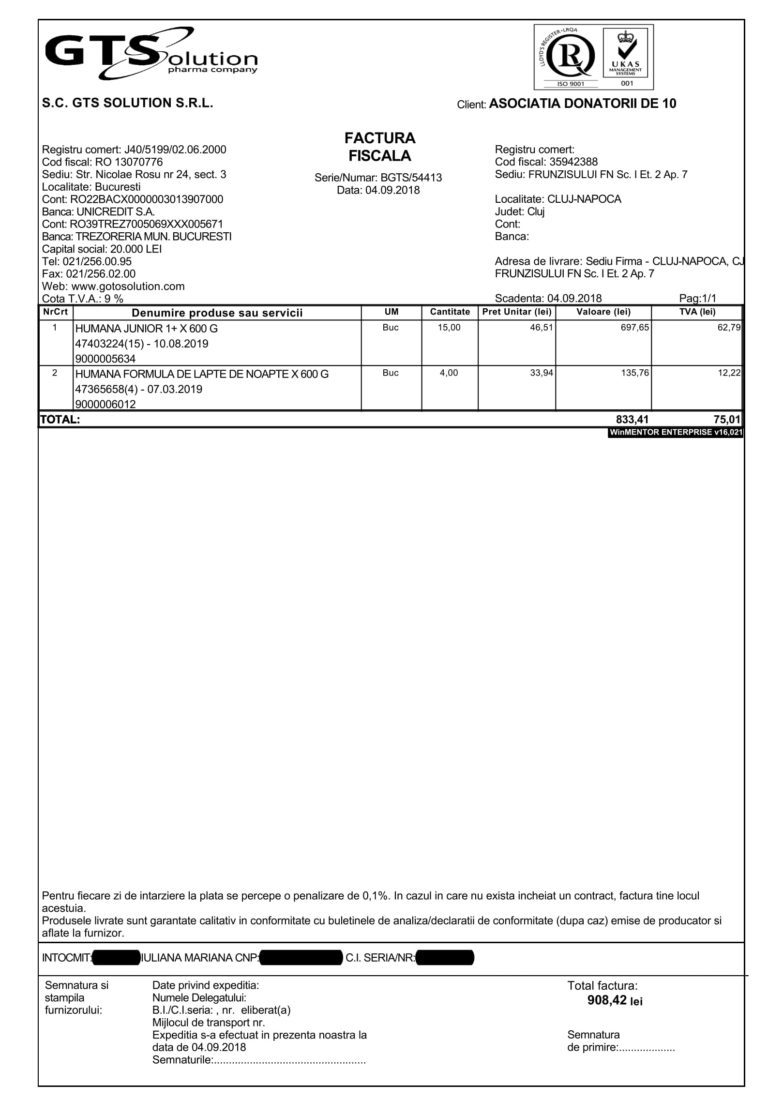 GTSolution
pharma company
LLOYD'S REGISTER • LRQA
R
ISO 9001
UKAS
MANAGEMENT
SYSTEMS
001
S.C. GTS SOLUTION S.R.L.
Client: ASOCIATIA DONATORII DE 10
FACTURA
FISCALA
Serie/Numar: BGTS/54413
Data: 04.09.2018
Registru comert: J40/5199/02.06.2000
Cod fiscal: RO 13070776
Sediu: Str. Nicolae Rosu nr 24, sect. 3
Localitate: Bucuresti
Cont: RO22BACX0000003013907000
Banca: UNICREDIT S.A.
Cont: RO39TREZ7005069XXX005671
Banca: TREZORERIA MUN. BUCURESTI
Capital social: 20.000 LEI
Tel: 021/256.00.95
Fax: 021/256.02.00
Web: www.gotosolution.com
Cota T.V.A.: 9 %
Registru comert:
Cod fiscal: 35942388
Sediu: FRUNZISULUI FN Sc. I Et. 2 Ap. 7
Localitate: CLUJ-NAPOCA
Judet: Cluj
Cont:
Banca:
Adresa de livrare: Sediu Firma - CLUJ-NAPOCA, CJ
FRUNZISULUI FN Sc. I Et. 2 Ap. 7
Scadenta: 04.09.2018 Pag:1/1
NrCrt Denumire produse sau servicii UM Cantitate Pret Unitar (lei) Valoare (lei) TVA (lei)
1 HUMANA JUNIOR 1+ X 600 G Buc 15,00 46,51 697,65 62,79
47403224(15) - 10.08.2019
9000005634
2 HUMANA FORMULA DE LAPTE DE NOAPTE X 600 G Buc 4,00 33,94 135,76 12,22
47365658(4) - 07.03.2019
9000006012
TOTAL: 833,41 75,01
WinMENTOR ENTERPRISE v16,021
Pentru fiecare zi de intarziere la plata se percepe o penalizare de 0,1%. In cazul in care nu exista incheiat un contract, factura tine locul
acestuia.
Produsele livrate sunt garantate calitativ in conformitate cu buletinele de analiza/declaratii de conformitate (dupa caz) emise de producator si
aflate la furnizor.
INTOCMIT: IULIANA MARIANA CNP: C.I. SERIA/NR:
Semnatura si
stampila
furnizorului:
Date privind expeditia:
Numele Delegatului:
B.I./C.I.seria: , nr. eliberat(a)
Mijlocul de transport nr.
Expeditia s-a efectuat in prezenta noastra la
data de 04.09.2018
Semnaturile:..................................................
Total factura:
908,42 lei
Semnatura
de primire:...................